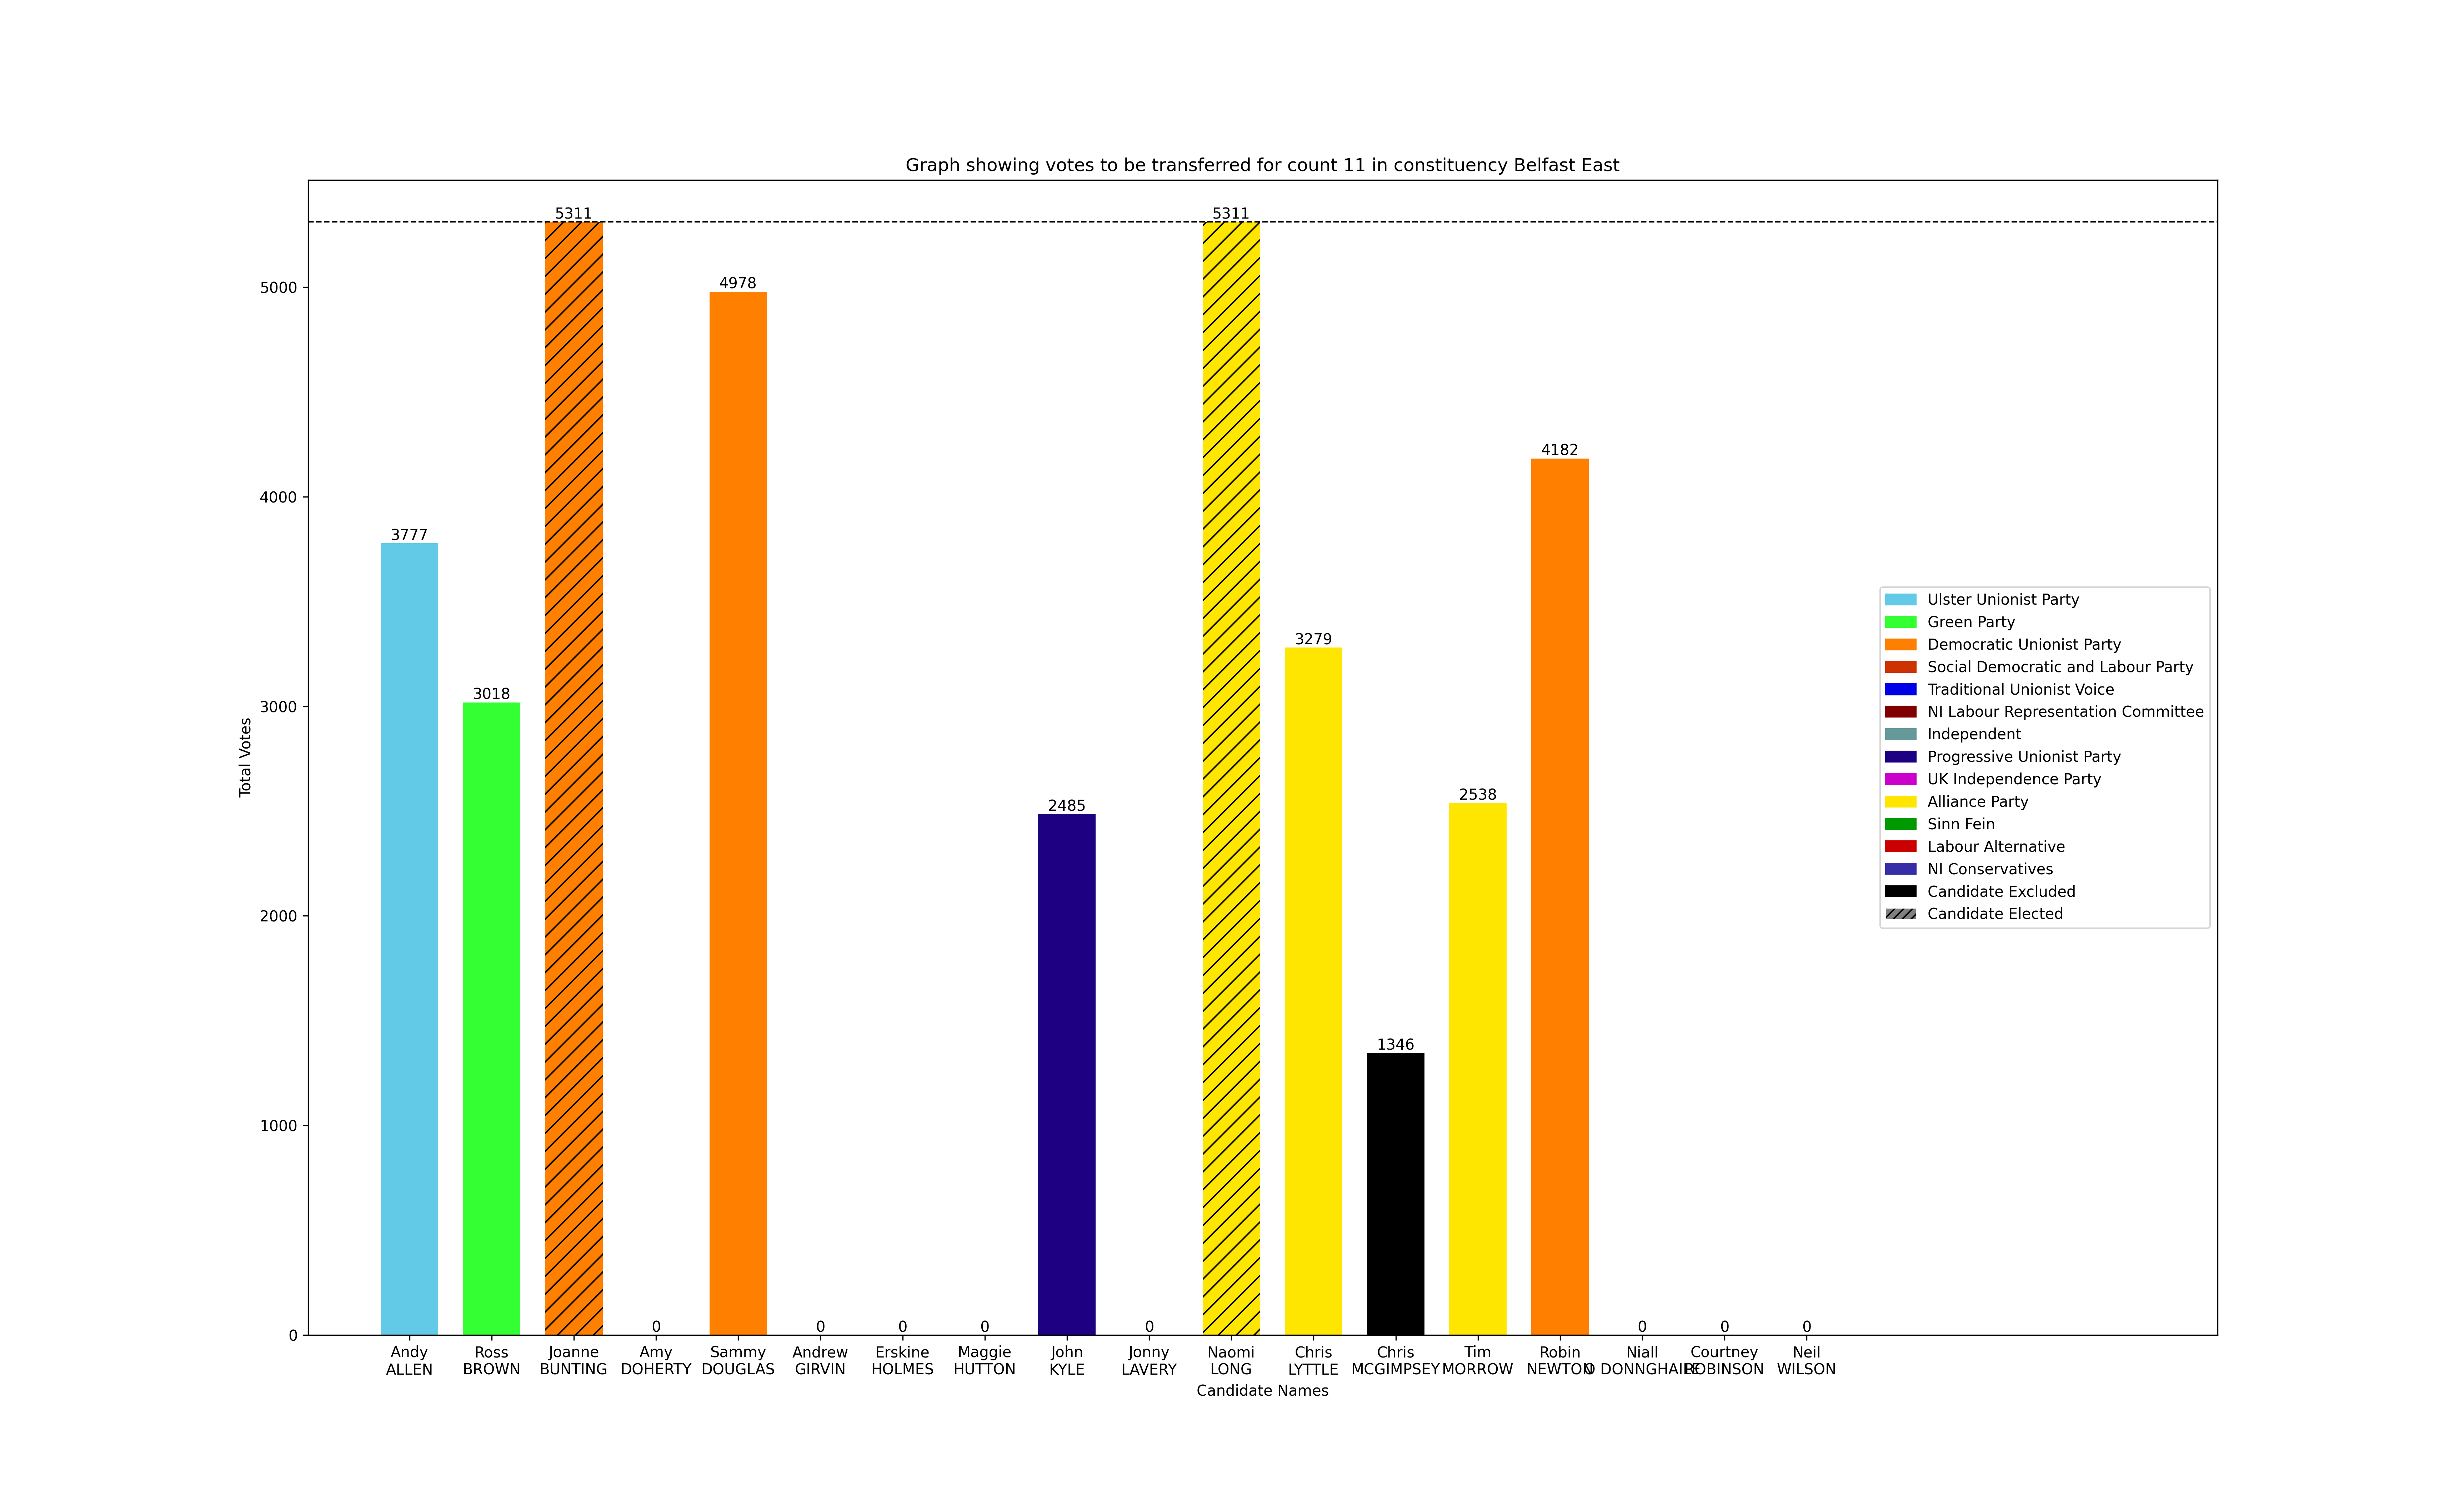 Graph showing votes to be transferred for count 11 in constituency Belfast East
5311
5311
4978
4182
3777
3279
3018
2538
2485
1346
0
0
0
0
0
0
0
0
5000
4000
3000
2000
1000
0
Total Votes
Ulster Unionist Party
Green Party
Democratic Unionist Party
Social Democratic and Labour Party
Traditional Unionist Voice
NI Labour Representation Committee
Independent
Progressive Unionist Party
UK Independence Party
Alliance Party
Sinn Fein
Labour Alternative
NI Conservatives
Candidate Excluded
Candidate Elected
Andy
ALLEN
Ross
BROWN
Joanne
BUNTING
Amy
DOHERTY
Sammy
DOUGLAS
Andrew
GIRVIN
Erskine
HOLMES
Maggie
HUTTON
John
KYLE
Jonny
LAVERY
Naomi
LONG
Chris
LYTTLE
Chris
MCGIMPSEY
Tim
MORROW
Robin
NEWTON
Niall
O DONNGHAILE
Courtney
ROBINSON
Neil
WILSON
Candidate Names